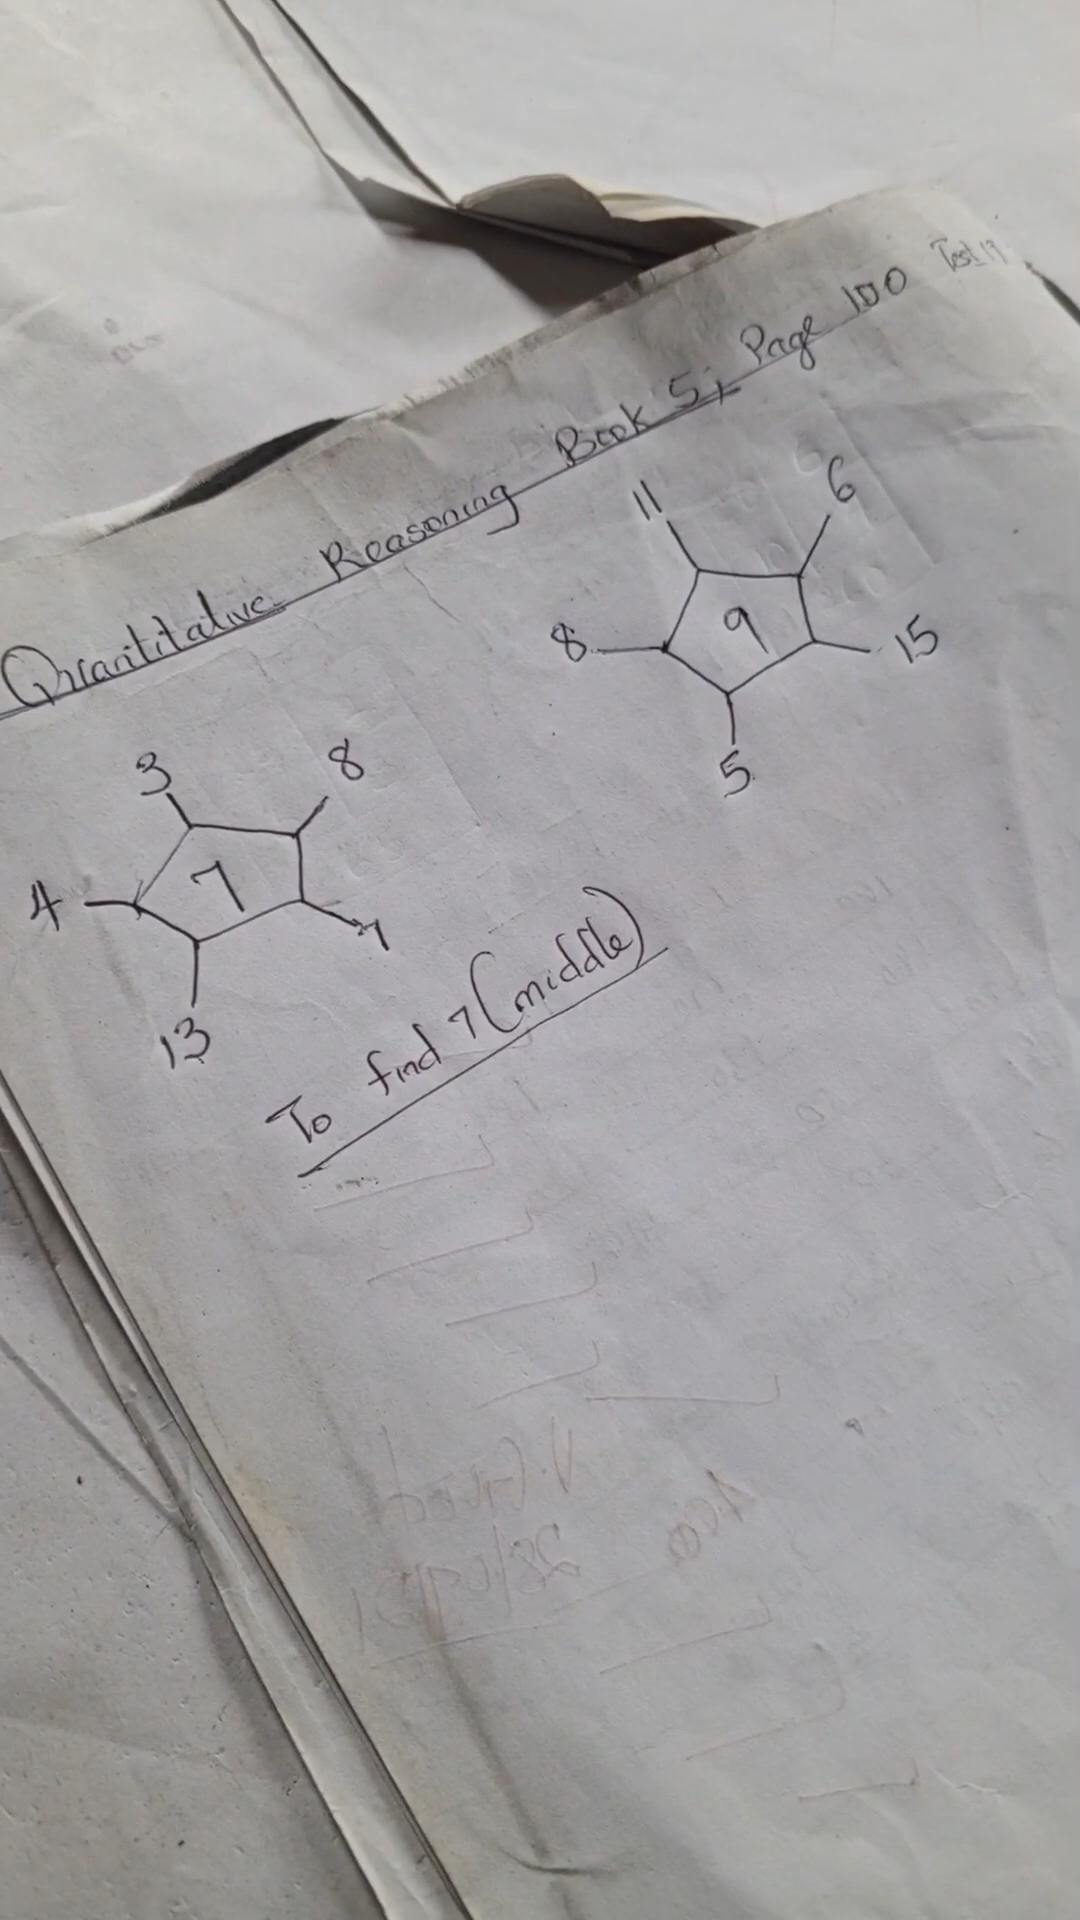 Quantitative Reasoning Book 5, Page 100 Test 19
11 6
8 9 15
5
3 8
4 7 7
13
To find 7 (middle)